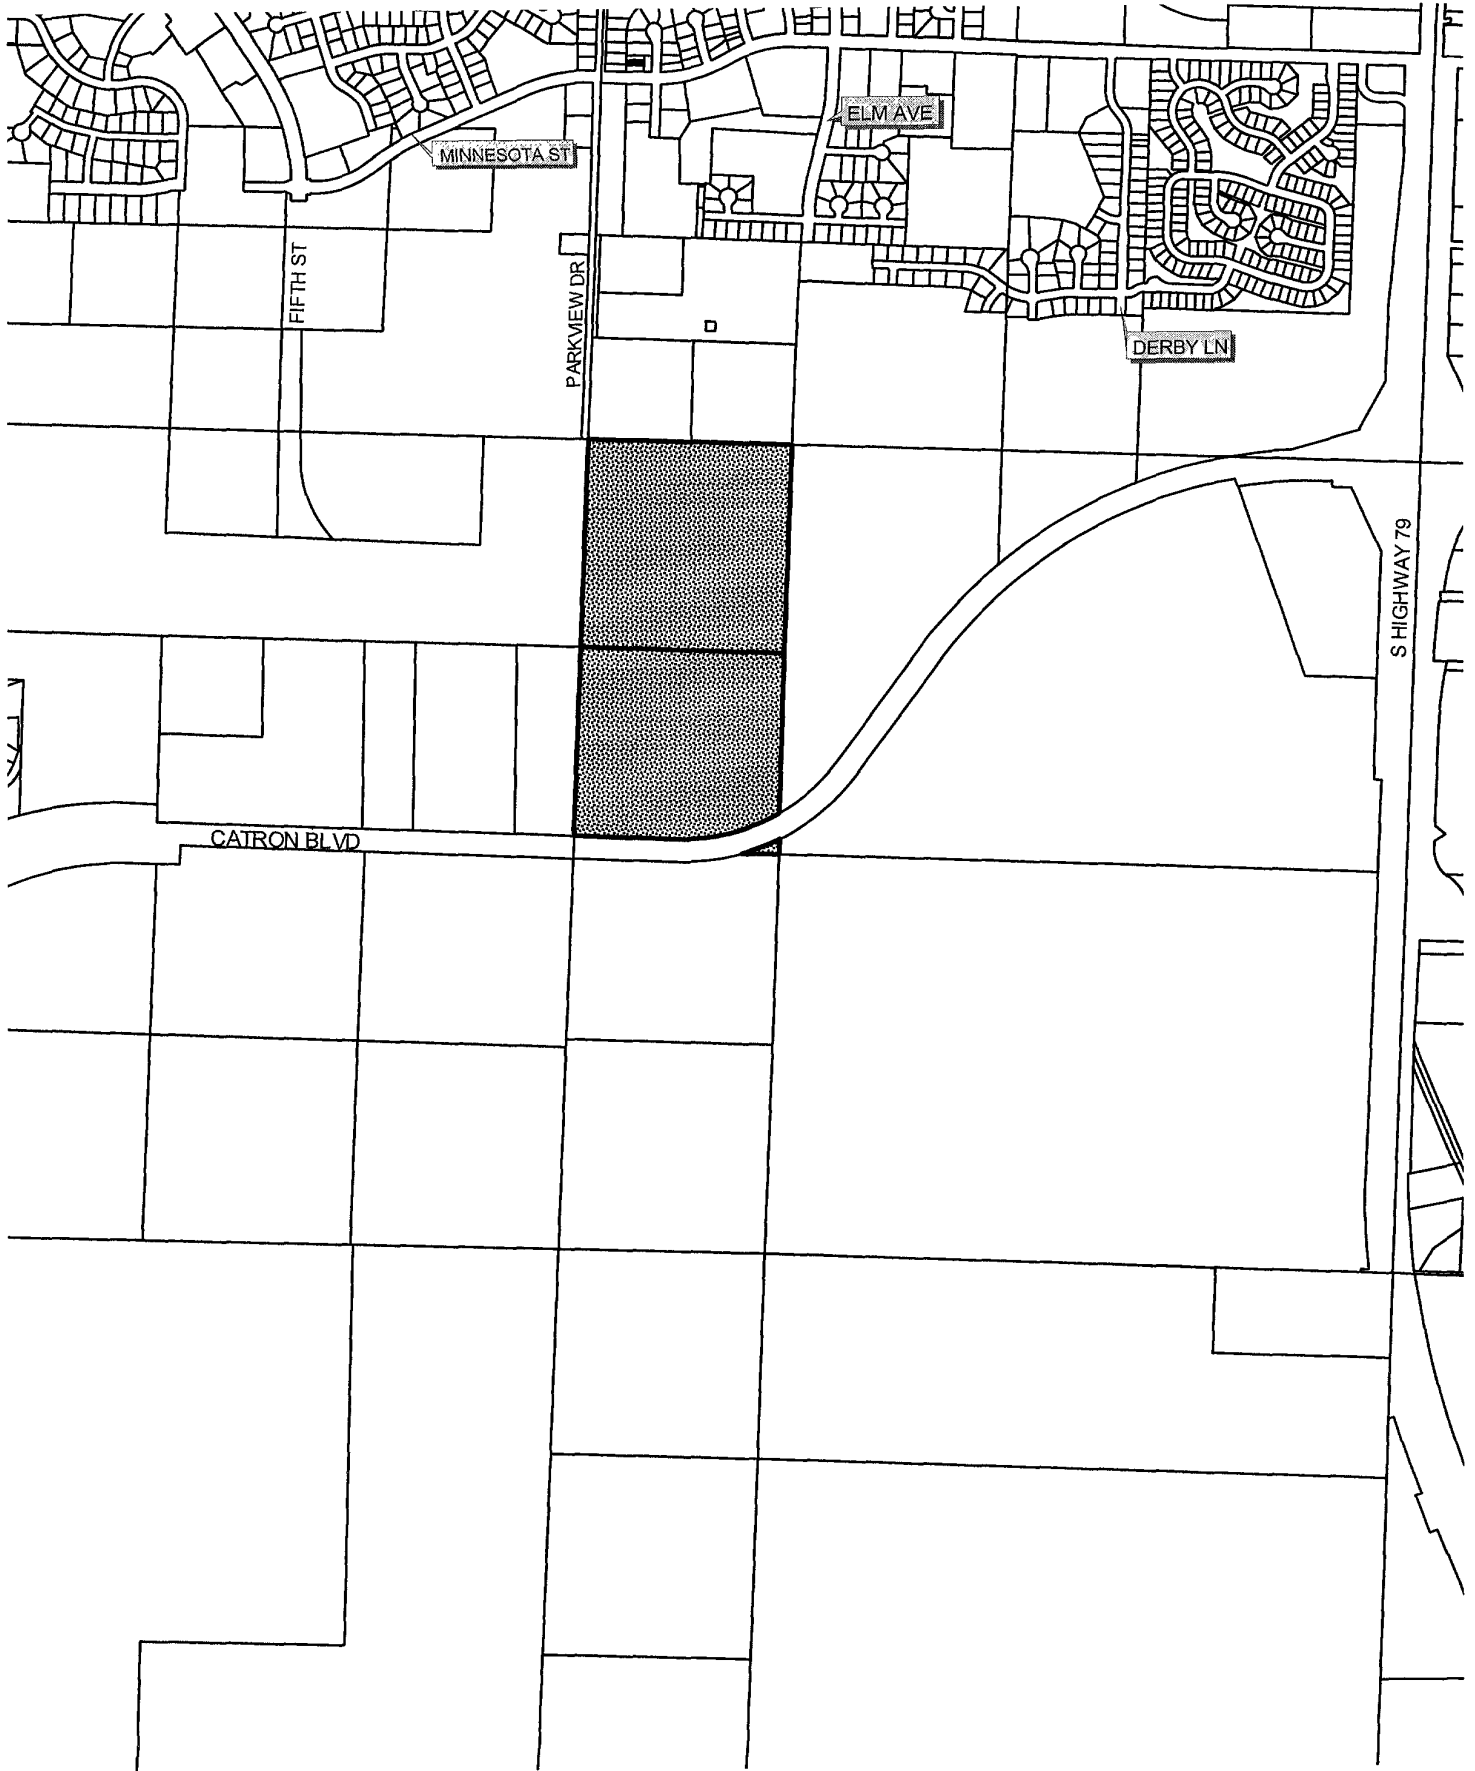 ELM AVE
MINNESOTA ST
FIFTH ST
PARKVIEW DR
DERBY LN
S HIGHWAY 79
CATRON BLVD